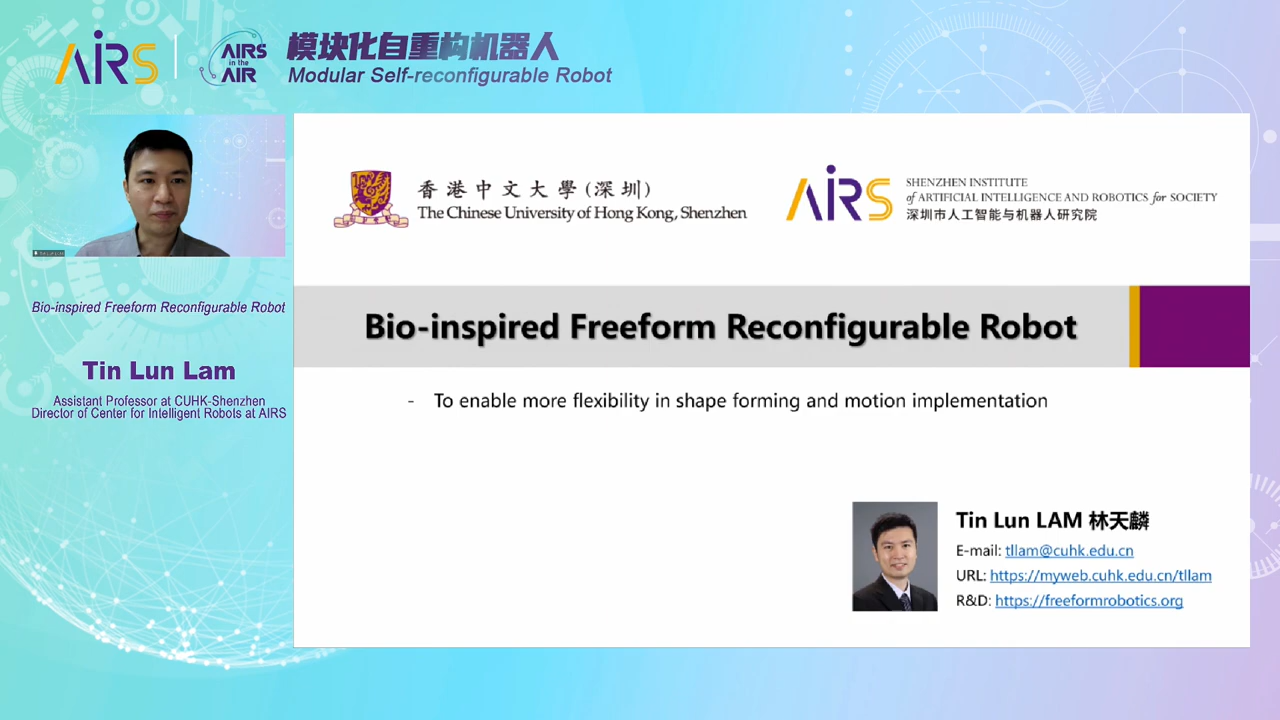 AIRS
AIRS
in the
AIR
模块化自重构机器人
Modular Self-reconfigurable Robot
香港中文大學(深圳)
The Chinese University of Hong Kong, Shenzhen
AIRS
SHENZHEN INSTITUTE
of ARTIFICIAL INTELLIGENCE AND ROBOTICS for SOCIETY
深圳市人工智能与机器人研究院
Bio-inspired Freeform Reconfigurable Robot
Tin Lun Lam
Assistant Professor at CUHK-Shenzhen
Director of Center for Intelligent Robots at AIRS
Bio-inspired Freeform Reconfigurable Robot
- To enable more flexibility in shape forming and motion implementation
Tin Lun LAM 林天麟
E-mail: tllam@cuhk.edu.cn
URL: https://myweb.cuhk.edu.cn/tllam
R&D: https://freeformrobotics.org